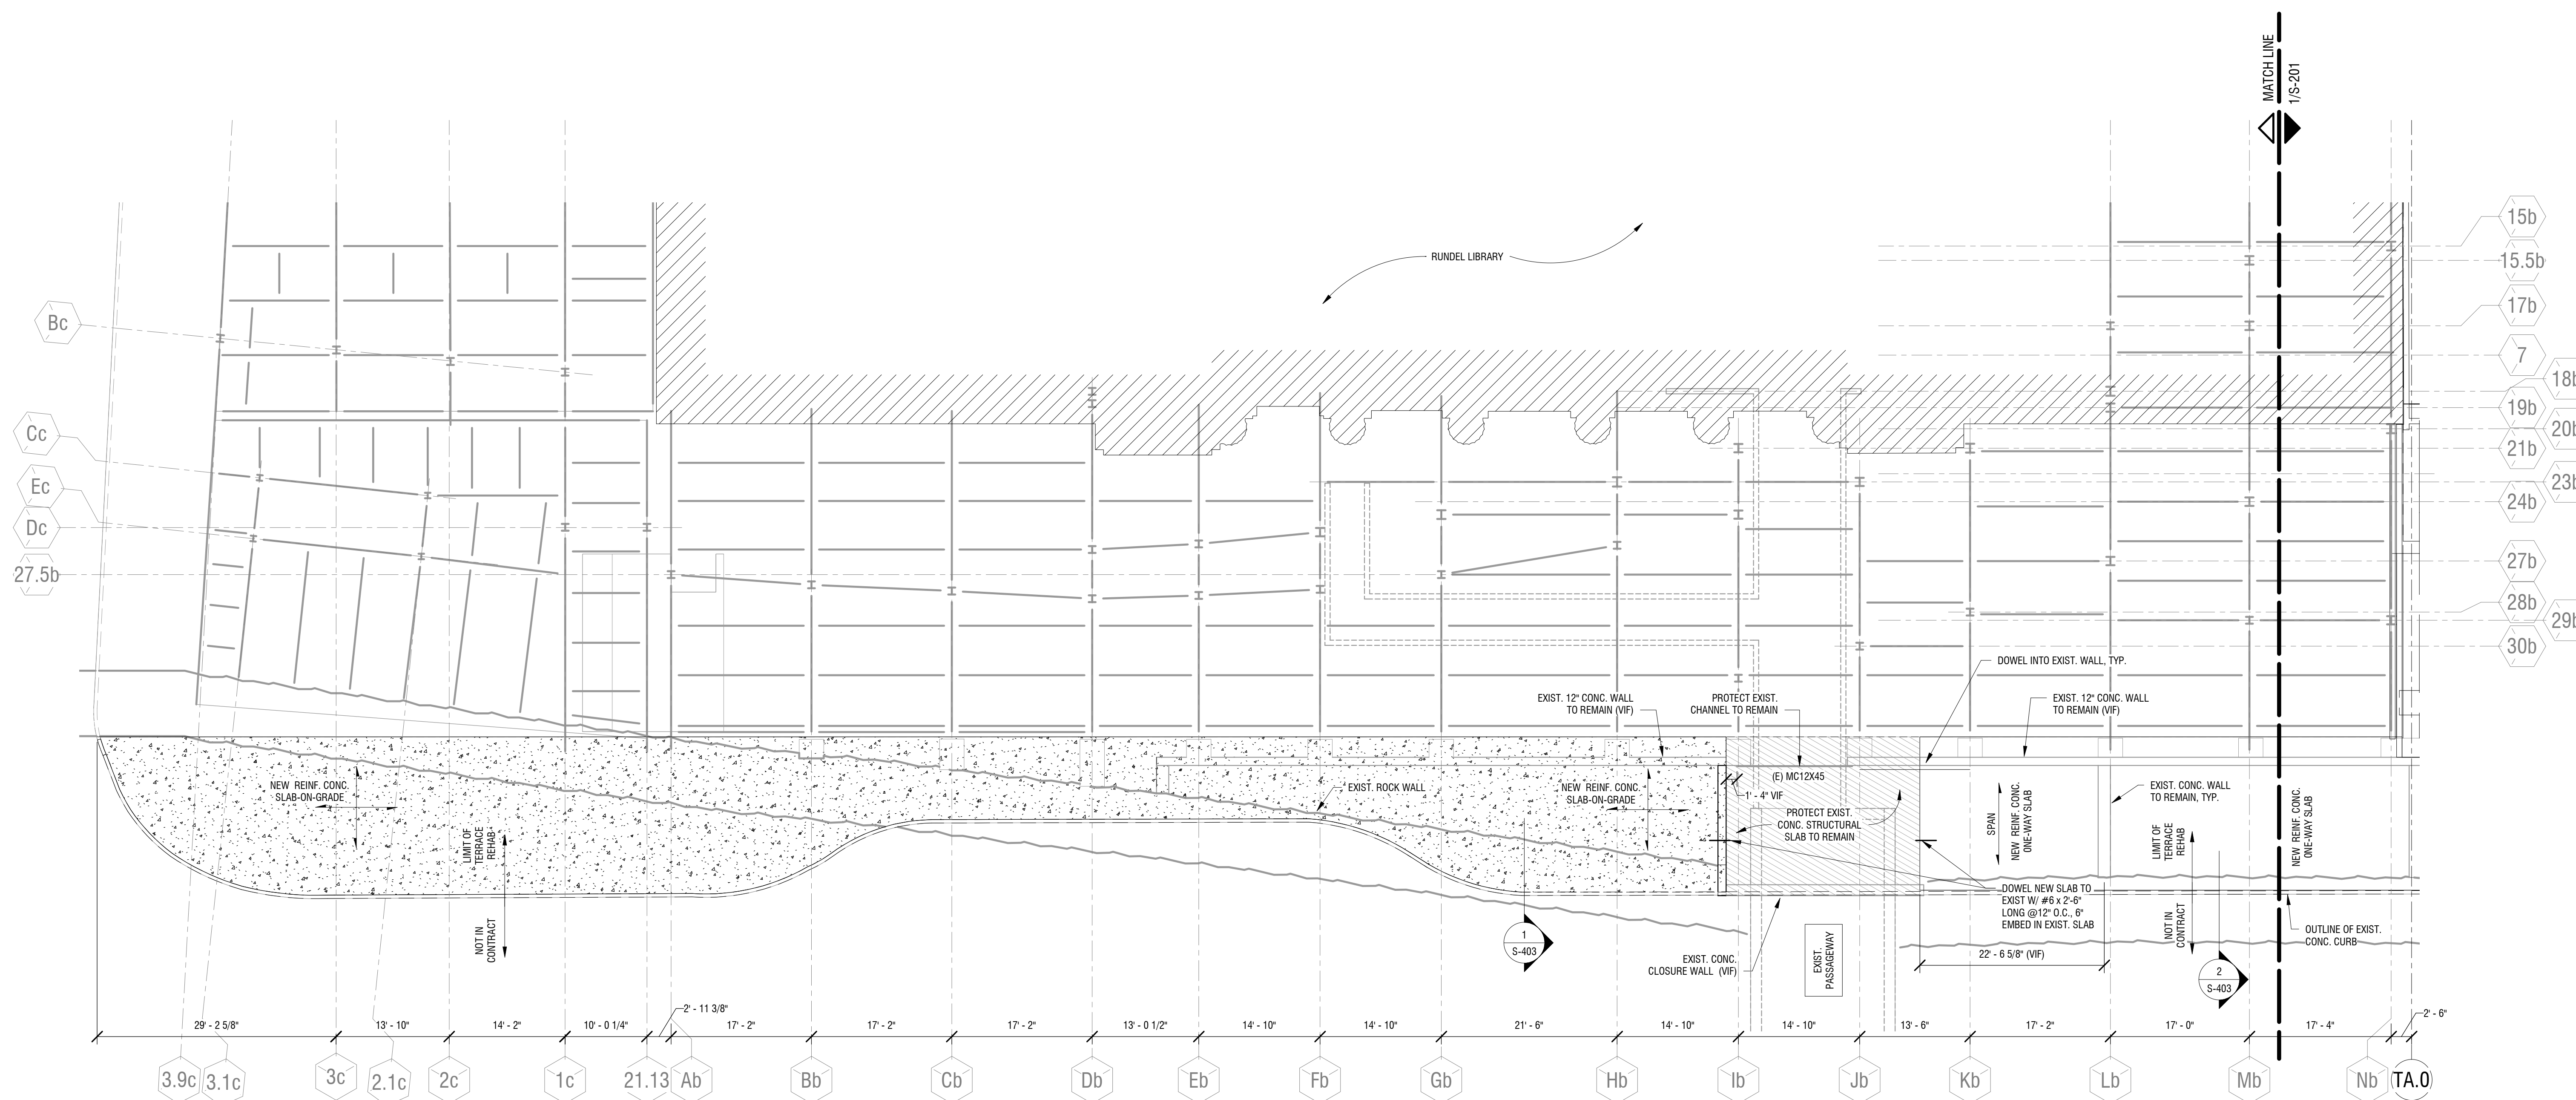 MATCH LINE
1/S-201
15b
15.5b
17b
7
18b
19b
20b
21b
23b
24b
27b
28b
29b
30b
Bc
Cc
Ec
Dc
27.5b
RUNDEL LIBRARY
DOWEL INTO EXIST. WALL, TYP.
EXIST. 12" CONC. WALL
TO REMAIN (VIF)
PROTECT EXIST.
CHANNEL TO REMAIN
EXIST. 12" CONC. WALL
TO REMAIN (VIF)
NEW REINF. CONC.
SLAB-ON-GRADE
EXIST. ROCK WALL
NEW REINF. CONC.
SLAB-ON-GRADE
(E) MC12X45
1' - 4" VIF
PROTECT EXIST.
CONC. STRUCTURAL
SLAB TO REMAIN
SPAN
NEW REINF. CONC.
ONE-WAY SLAB
EXIST. CONC. WALL
TO REMAIN, TYP.
NEW REINF. CONC.
ONE-WAY SLAB
LIMIT OF
TERRACE
REHAB
NOT IN
CONTRACT
LIMIT OF
TERRACE
REHAB
NOT IN
CONTRACT
DOWEL NEW SLAB TO
EXIST W/ #6 x 2'-6"
LONG @12" O.C., 6"
EMBED IN EXIST. SLAB
OUTLINE OF EXIST.
CONC. CURB
1
S-403
EXIST. CONC.
CLOSURE WALL (VIF)
EXIST.
PASSAGEWAY
22' - 6 5/8" (VIF)
2
S-403
29' - 2 5/8"
13' - 10"
14' - 2"
10' - 0 1/4"
2' - 11 3/8"
17' - 2"
17' - 2"
17' - 2"
13' - 0 1/2"
14' - 10"
14' - 10"
21' - 6"
14' - 10"
14' - 10"
13' - 6"
17' - 2"
17' - 0"
17' - 4"
2' - 6"
3.9c
3.1c
3c
2.1c
2c
1c
21.13
Ab
Bb
Cb
Db
Eb
Fb
Gb
Hb
Ib
Jb
Kb
Lb
Mb
Nb
TA.0